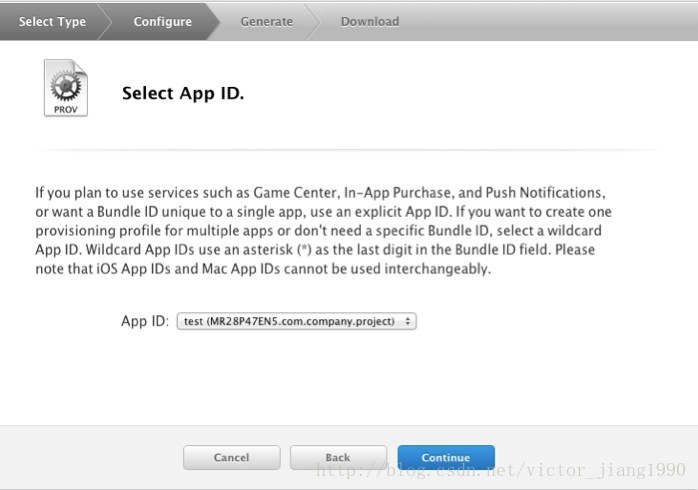 Select Type Configure Generate Download
PROV
Select App ID.
If you plan to use services such as Game Center, In-App Purchase, and Push Notifications,
or want a Bundle ID unique to a single app, use an explicit App ID. If you want to create one
provisioning profile for multiple apps or don't need a specific Bundle ID, select a wildcard
App ID. Wildcard App IDs use an asterisk (*) as the last digit in the Bundle ID field. Please
note that iOS App IDs and Mac App IDs cannot be used interchangeably.
App ID: test (MR28P47EN5.com.company.project)
Cancel Back Continue
http://blog.csdn.net/victor_jiang1990